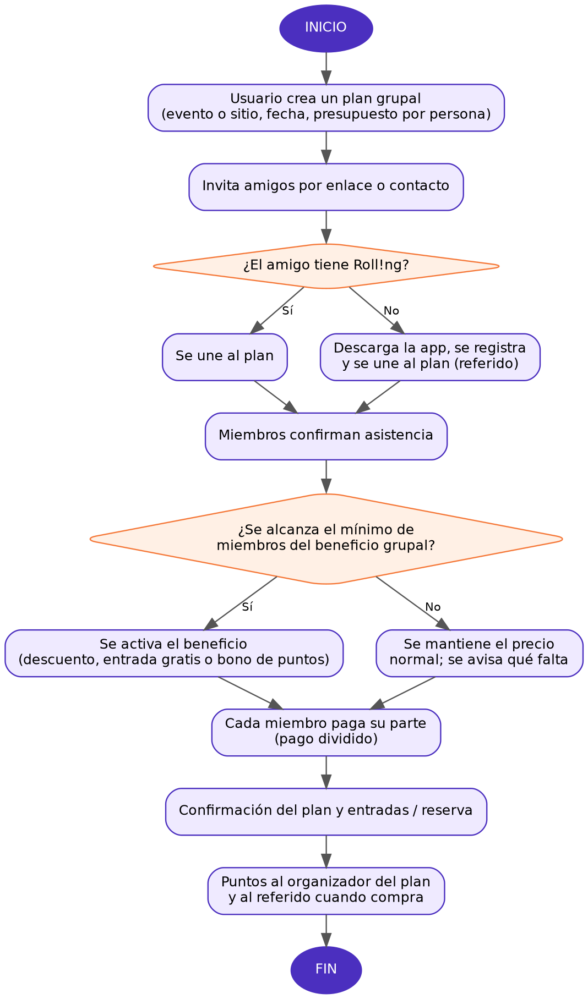 INICIO
Usuario crea un plan grupal
(evento o sitio, fecha, presupuesto por persona)
Invita amigos por enlace o contacto
¿El amigo tiene Roll!ng?
Sí
No
Se une al plan
Descarga la app, se registra
y se une al plan (referido)
Miembros confirman asistencia
¿Se alcanza el mínimo de
miembros del beneficio grupal?
Sí
No
Se activa el beneficio
(descuento, entrada gratis o bono de puntos)
Se mantiene el precio
normal; se avisa qué falta
Cada miembro paga su parte
(pago dividido)
Confirmación del plan y entradas / reserva
Puntos al organizador del plan
y al referido cuando compra
FIN